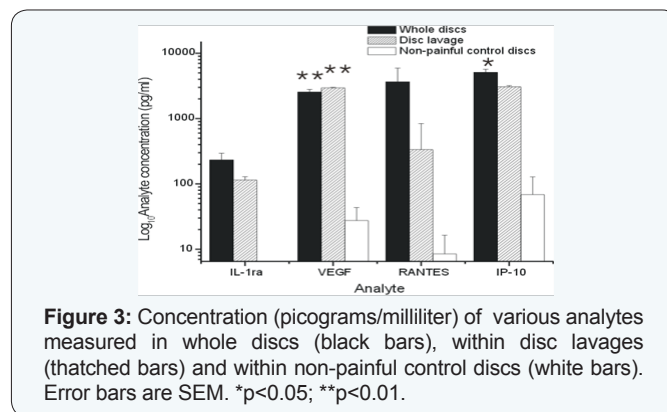 Whole discs
Disc lavage
Non-painful control discs
Log10Analyte concentration (pg/ml)
10000
1000
100
10
** ** *
IL-1ra VEGF RANTES IP-10
Analyte
Figure 3: Concentration (picograms/milliliter) of various analytes
measured in whole discs (black bars), within disc lavages
(thatched bars) and within non-painful control discs (white bars).
Error bars are SEM. *p<0.05; **p<0.01.